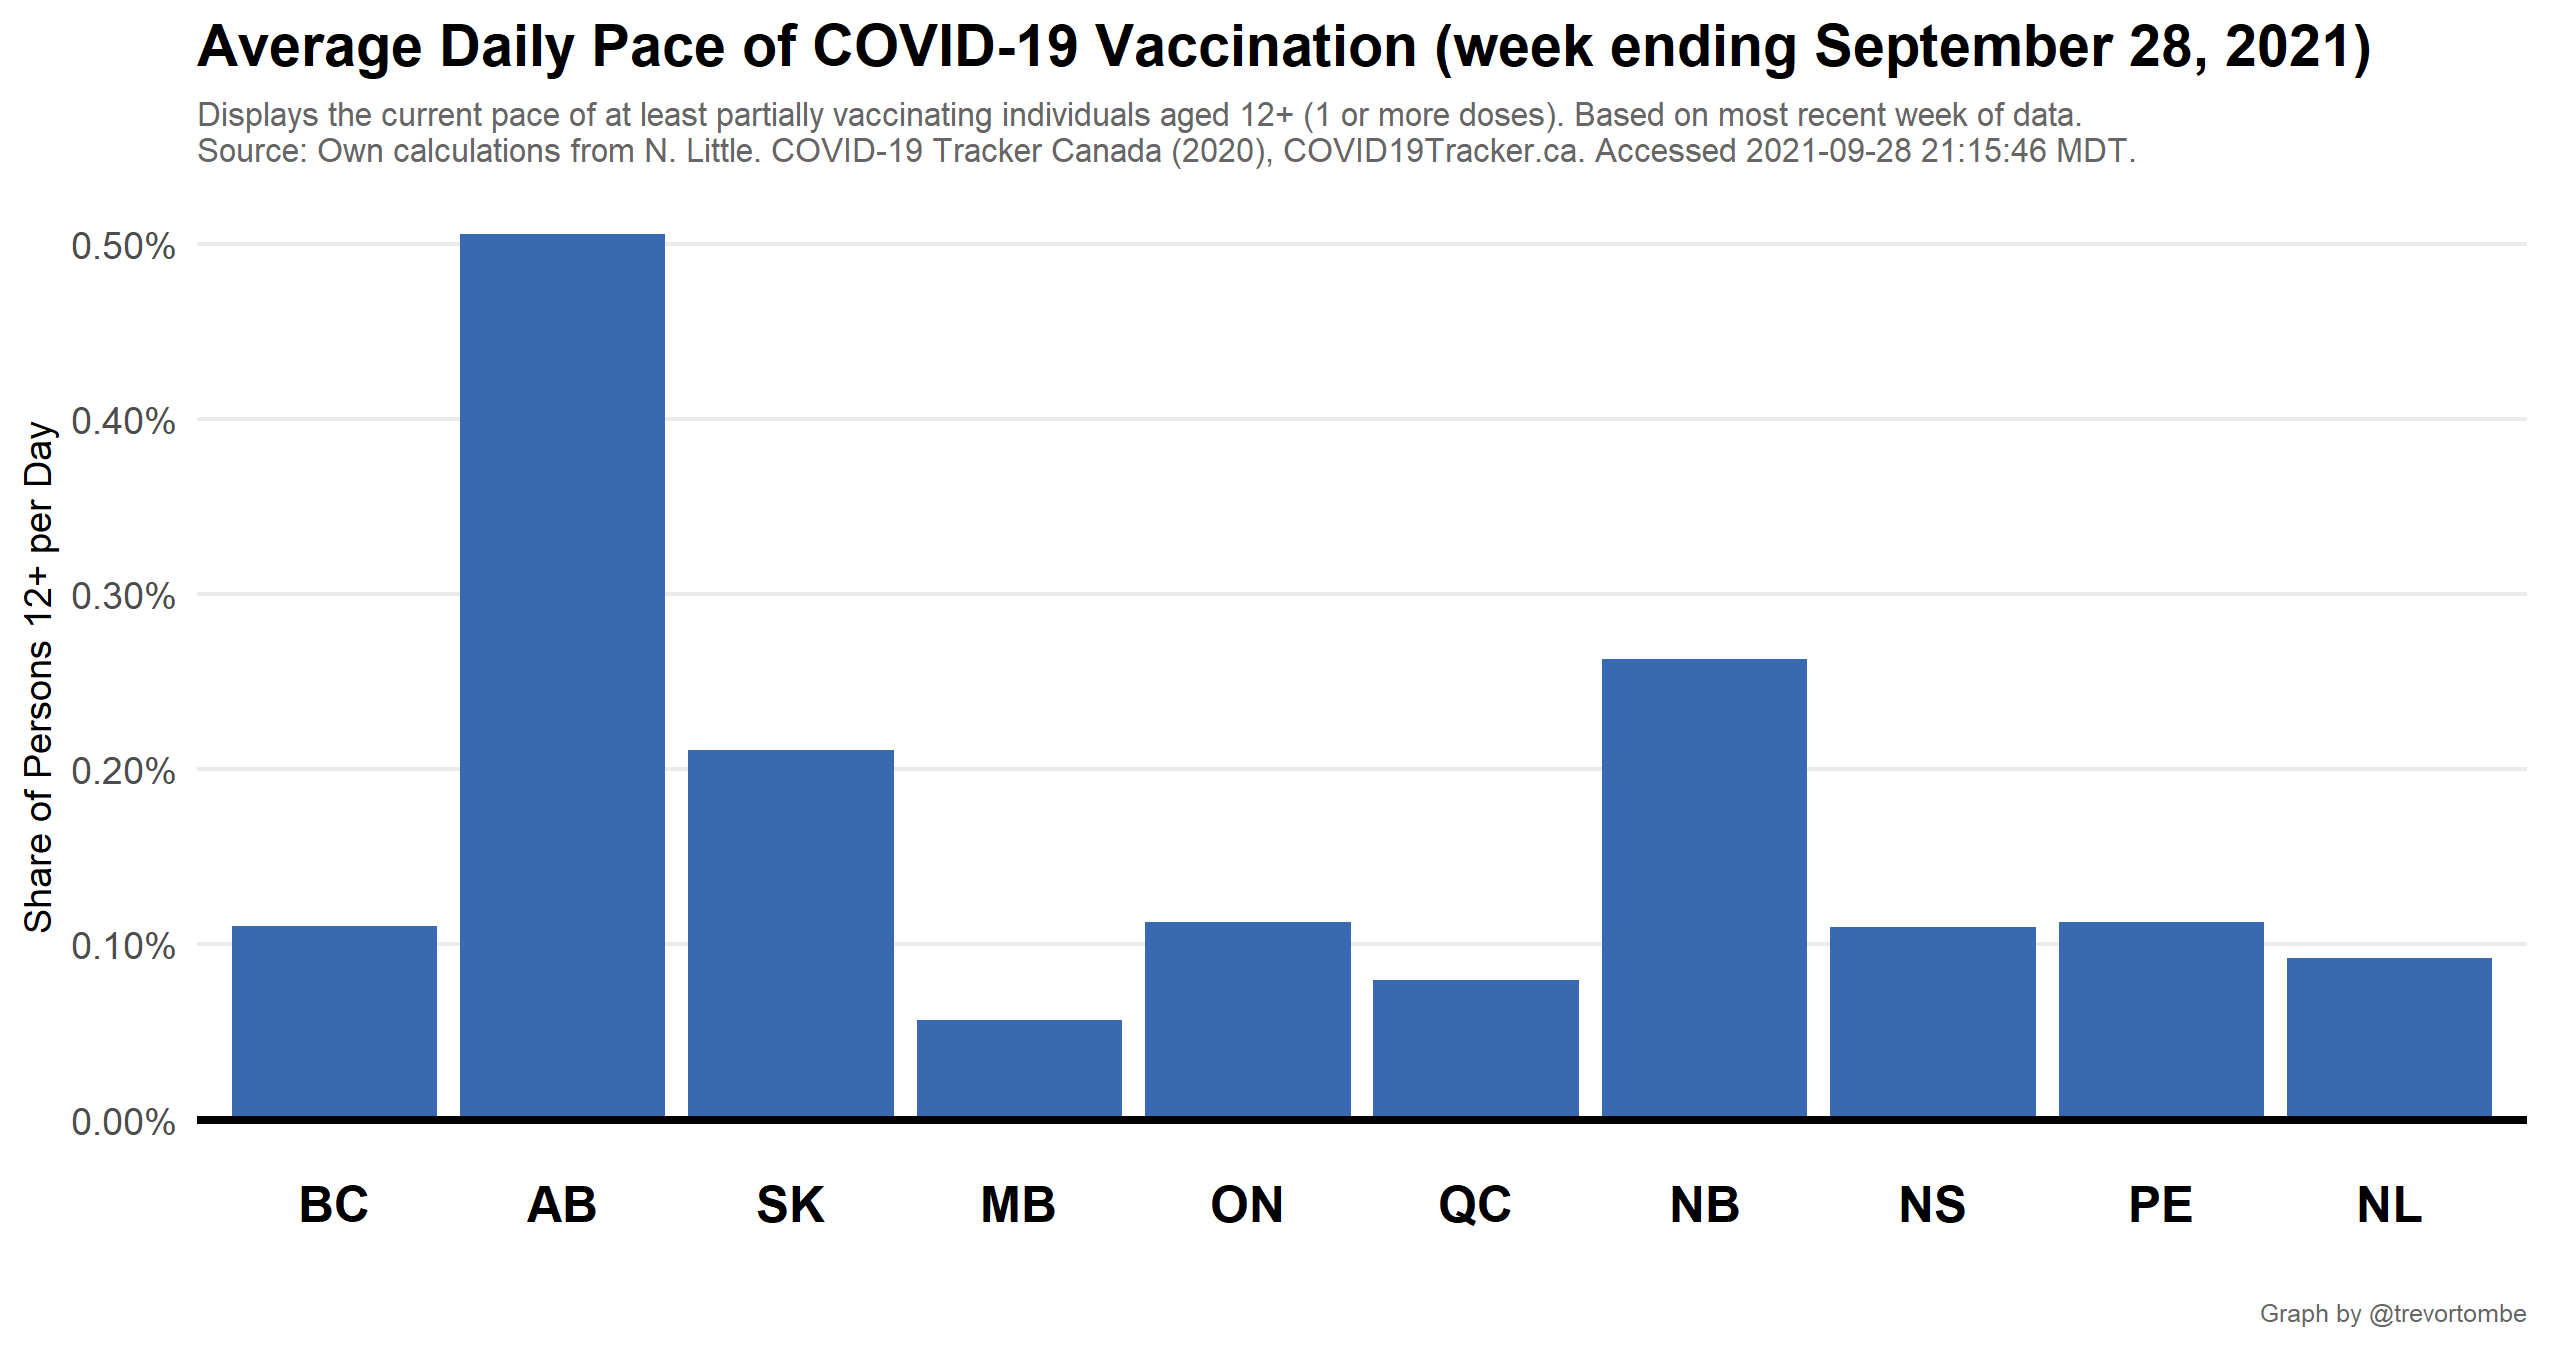 Average Daily Pace of COVID-19 Vaccination (week ending September 28, 2021)
Displays the current pace of at least partially vaccinating individuals aged 12+ (1 or more doses). Based on most recent week of data.
Source: Own calculations from N. Little. COVID-19 Tracker Canada (2020), COVID19Tracker.ca. Accessed 2021-09-28 21:15:46 MDT.
Share of Persons 12+ per Day
0.50%
0.40%
0.30%
0.20%
0.10%
0.00%
BC AB SK MB ON QC NB NS PE NL
Graph by @trevortombe